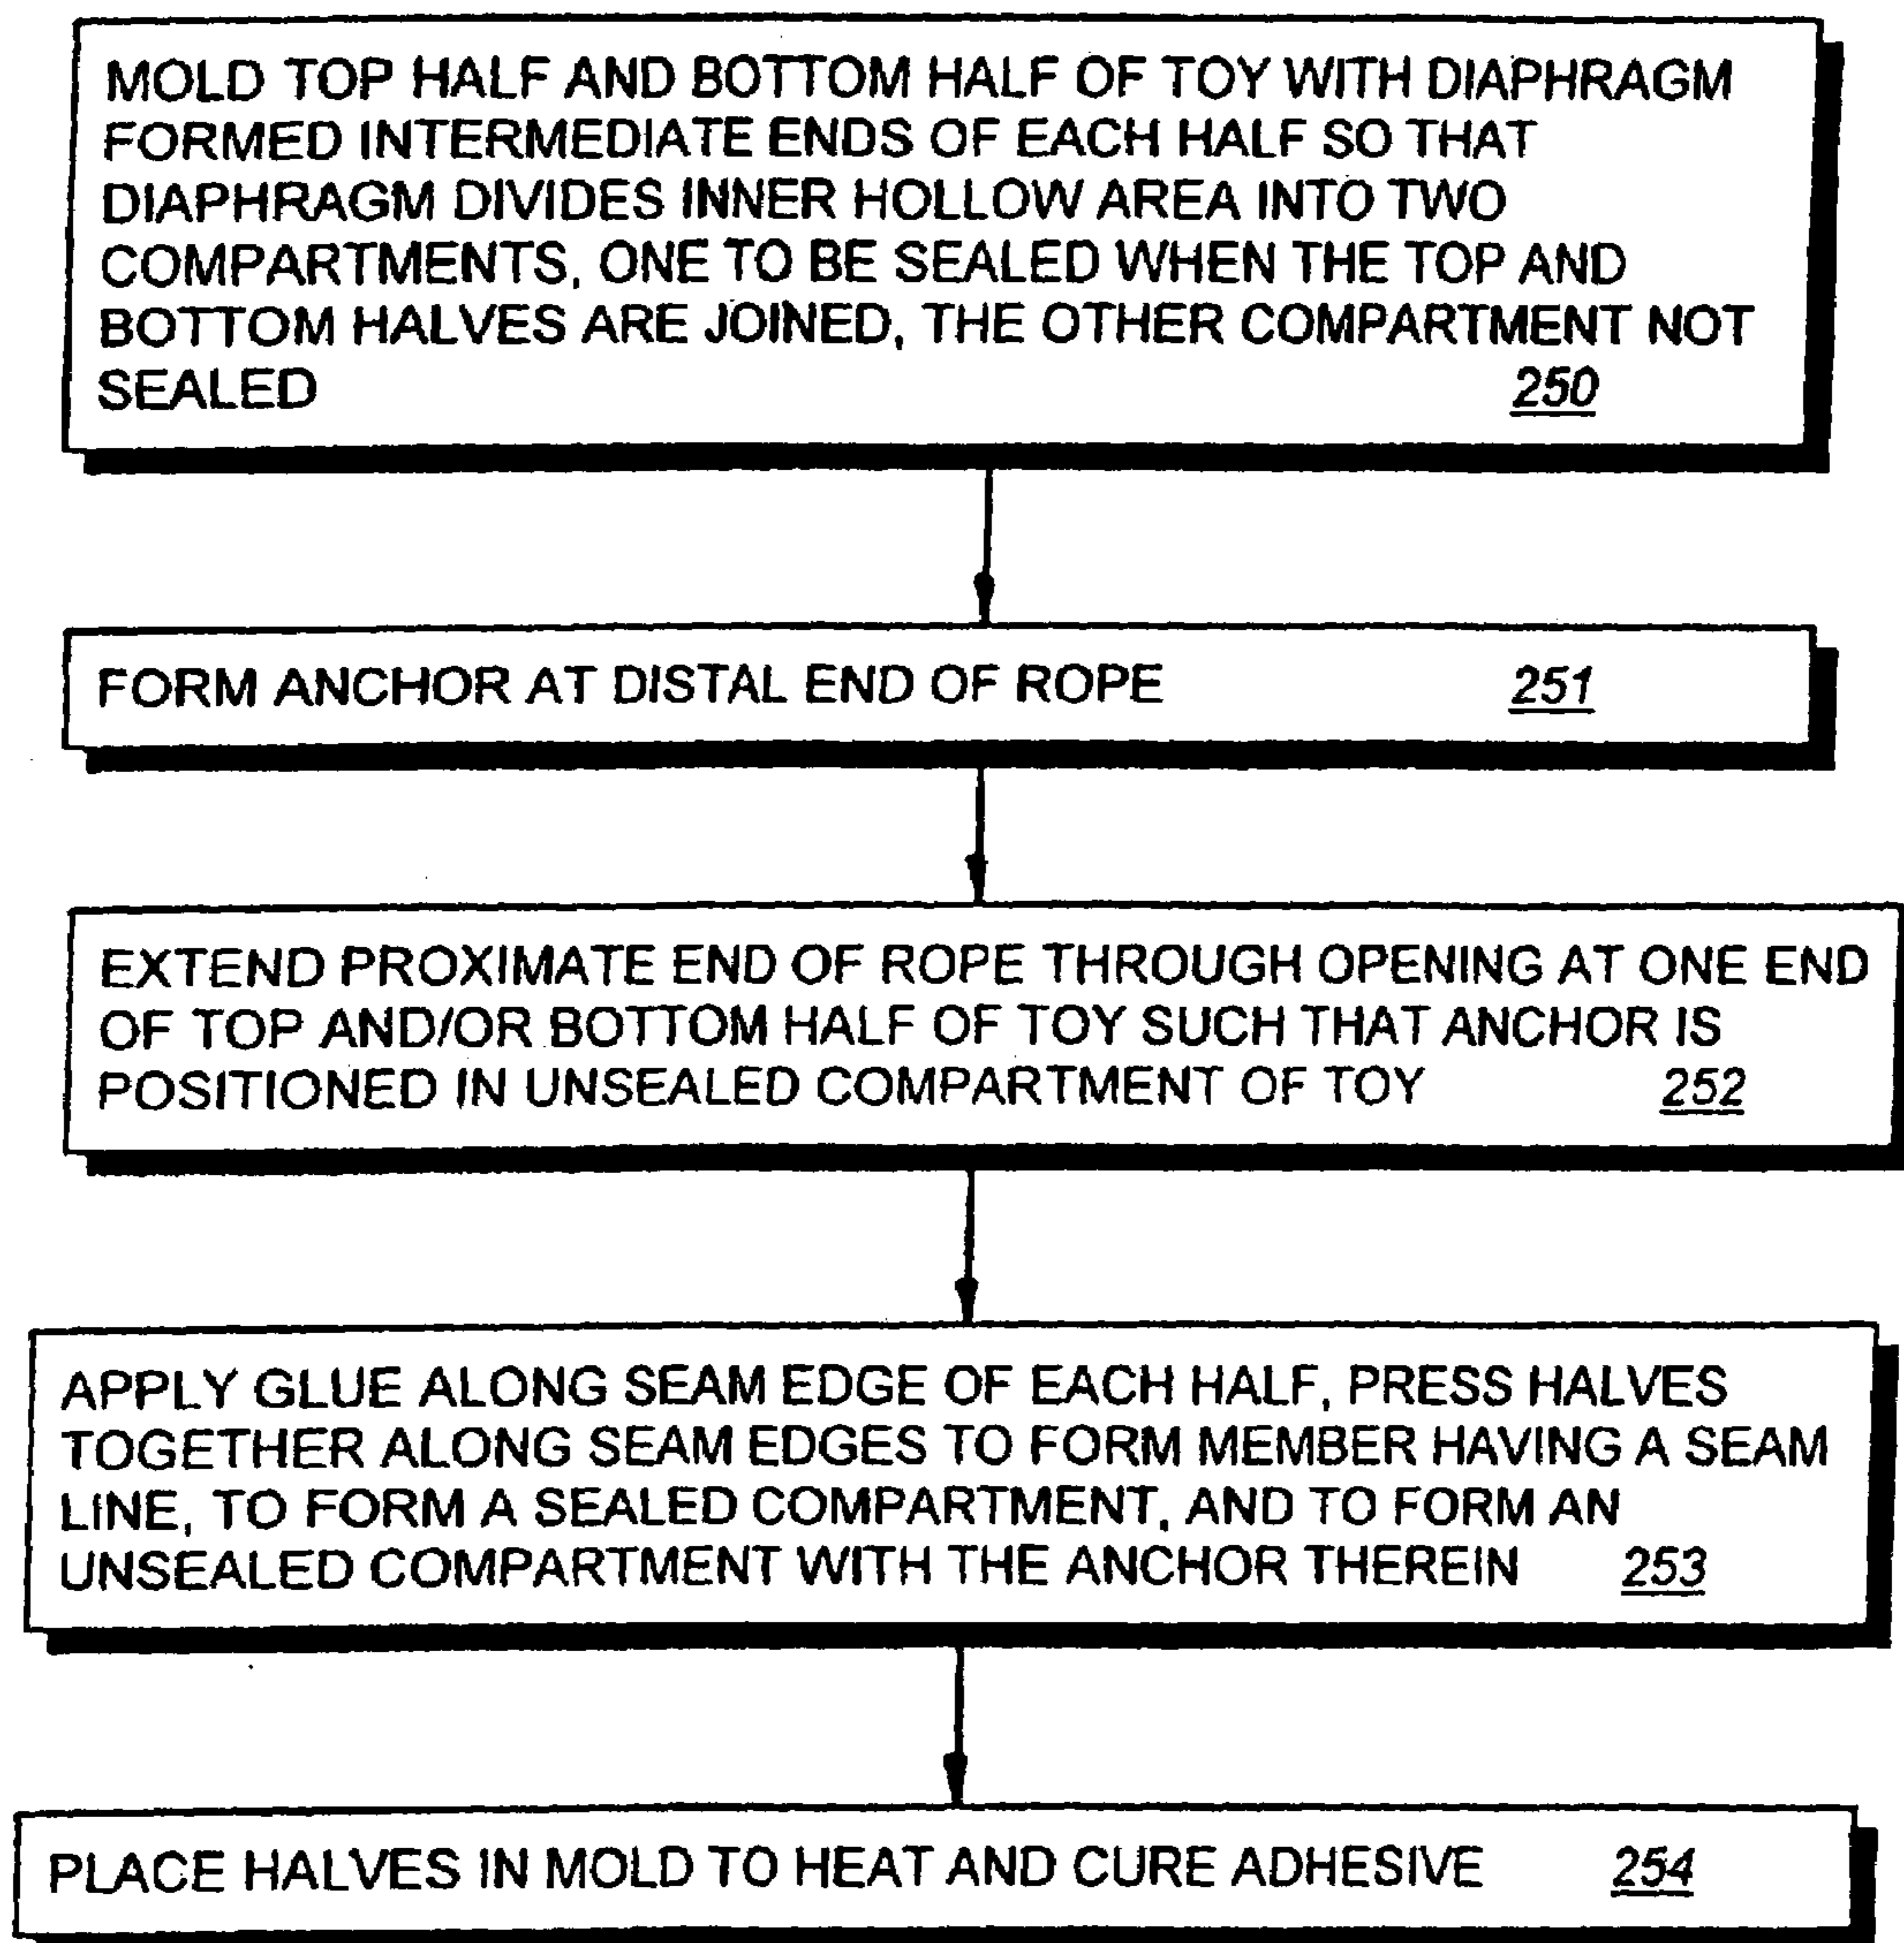 MOLD TOP HALF AND BOTTOM HALF OF TOY WITH DIAPHRAGM
FORMED INTERMEDIATE ENDS OF EACH HALF SO THAT
DIAPHRAGM DIVIDES INNER HOLLOW AREA INTO TWO
COMPARTMENTS, ONE TO BE SEALED WHEN THE TOP AND
BOTTOM HALVES ARE JOINED, THE OTHER COMPARTMENT NOT
SEALED 250
FORM ANCHOR AT DISTAL END OF ROPE 251
EXTEND PROXIMATE END OF ROPE THROUGH OPENING AT ONE END
OF TOP AND/OR BOTTOM HALF OF TOY SUCH THAT ANCHOR IS
POSITIONED IN UNSEALED COMPARTMENT OF TOY 252
APPLY GLUE ALONG SEAM EDGE OF EACH HALF, PRESS HALVES
TOGETHER ALONG SEAM EDGES TO FORM MEMBER HAVING A SEAM
LINE, TO FORM A SEALED COMPARTMENT, AND TO FORM AN
UNSEALED COMPARTMENT WITH THE ANCHOR THEREIN 253
PLACE HALVES IN MOLD TO HEAT AND CURE ADHESIVE 254